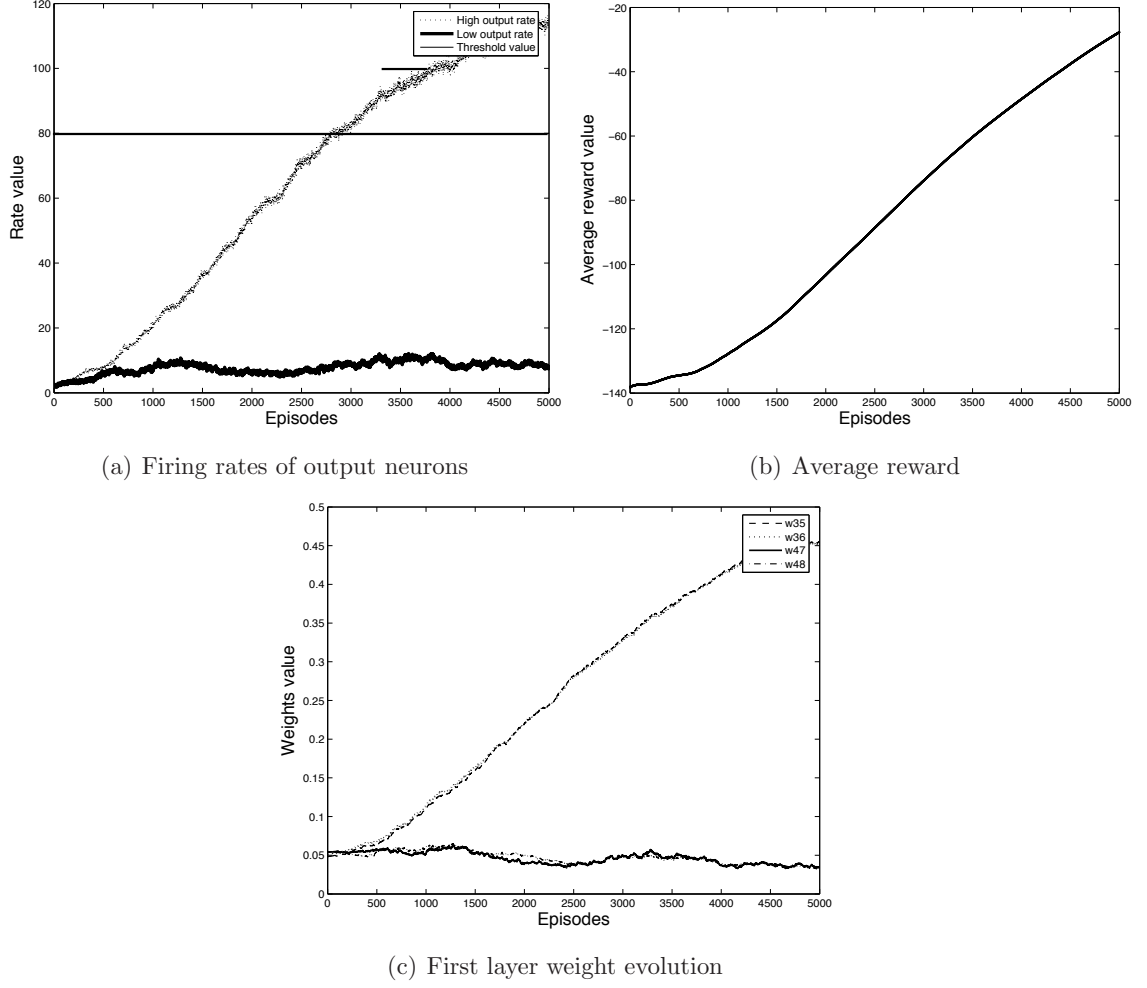 120
100
80
60
40
20
0
Rate value
0 500 1000 1500 2000 2500 3000 3500 4000 4500 5000
Episodes
High output rate
Low output rate
Threshold value
(a) Firing rates of output neurons
−20
−40
−60
−80
−100
−120
−140
Average reward value
0 500 1000 1500 2000 2500 3000 3500 4000 4500 5000
Episodes
(b) Average reward
0.5
0.45
0.4
0.35
0.3
0.25
0.2
0.15
0.1
0.05
0
Weights value
0 500 1000 1500 2000 2500 3000 3500 4000 4500 5000
Episodes
w35
w36
w47
w48
(c) First layer weight evolution